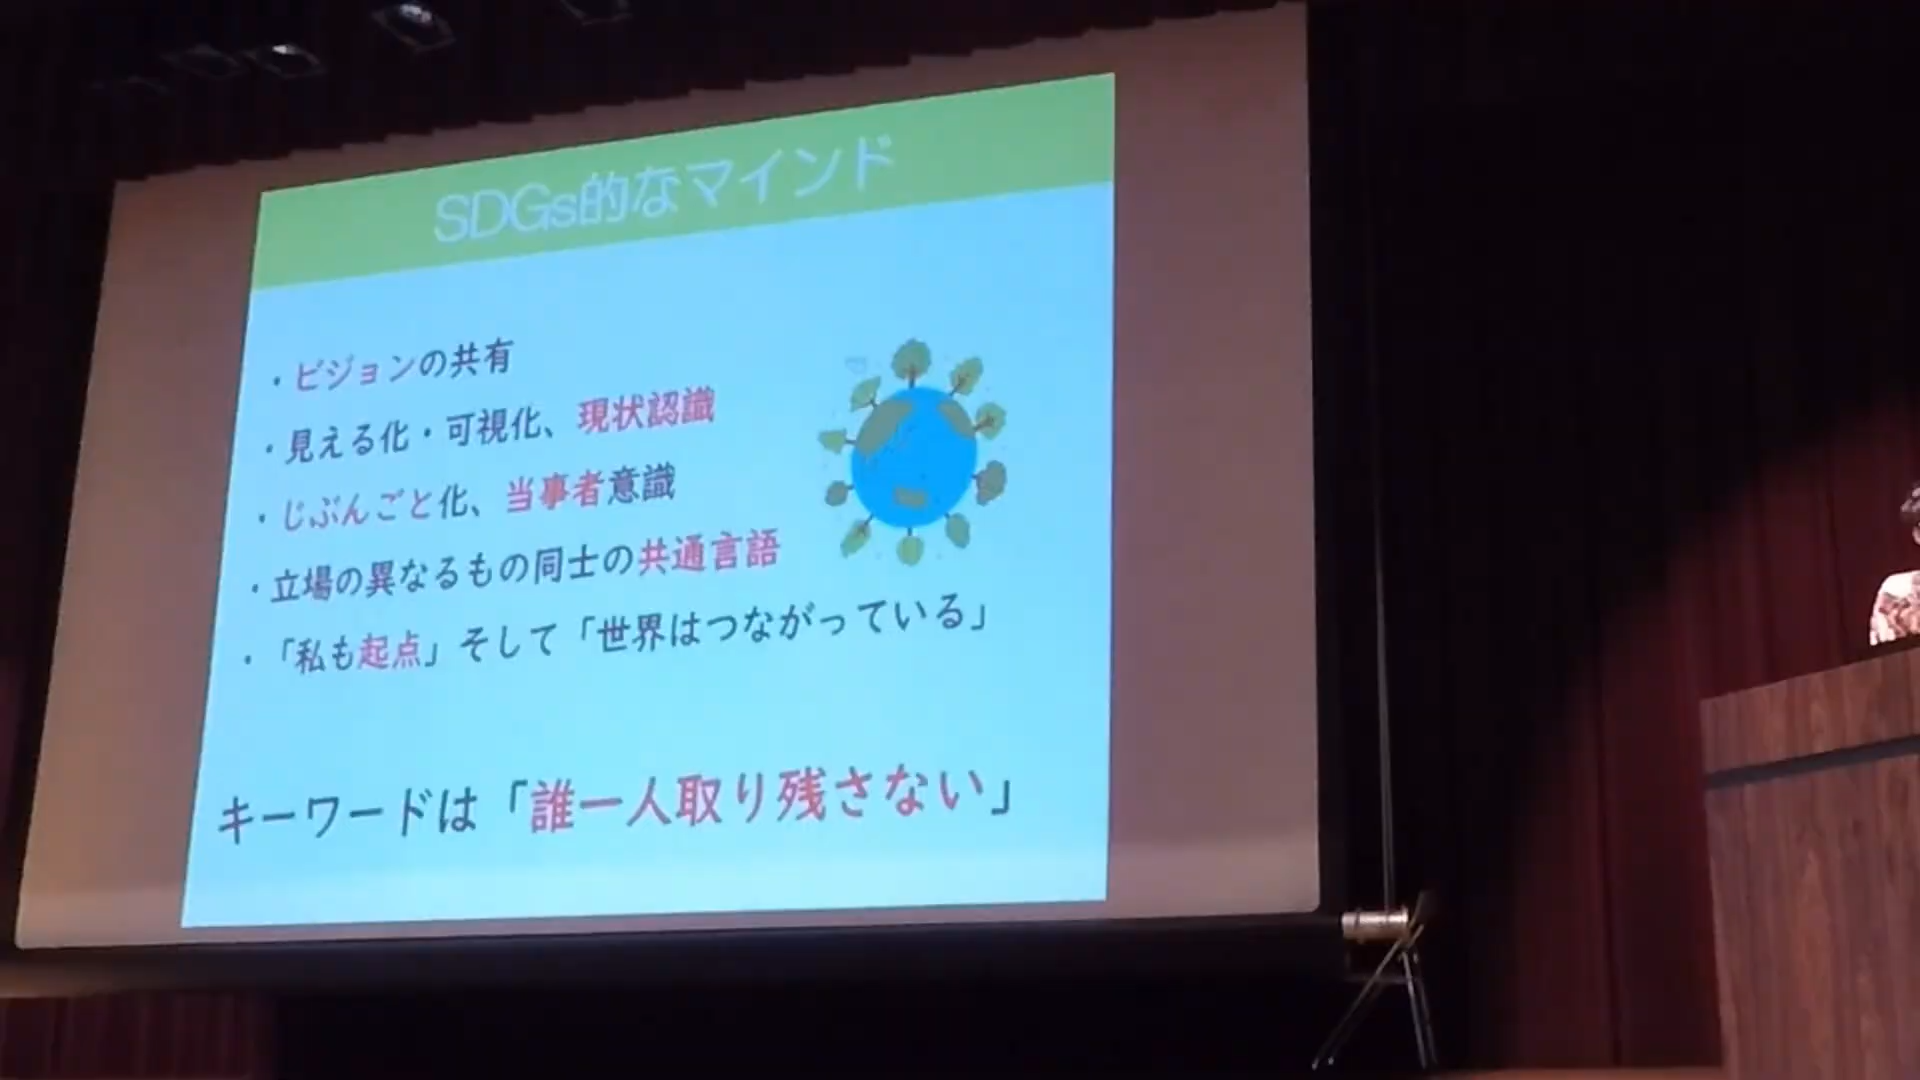 SDGs的なマインド
・ビジョンの共有
・見える化・可視化、現状認識
・じぶんごと化、当事者意識
・立場の異なるもの同士の共通言語
・「私も起点」そして「世界はつながっている」
キーワードは「誰一人取り残さない」